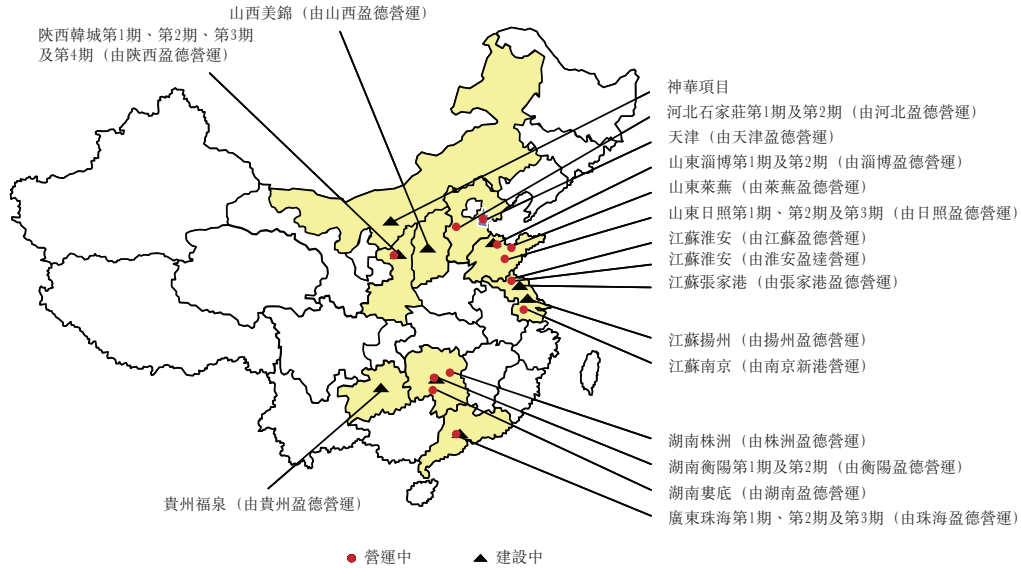 山西美錦（由山西盈德營運）
陝西韓城第1期、第2期、第3期
及第4期（由陝西盈德營運）
神華項目
河北石家莊第1期及第2期（由河北盈德營運）
天津（由天津盈德營運）
山東淄博第1期及第2期（由淄博盈德營運）
山東萊蕪（由萊蕪盈德營運）
山東日照第1期、第2期及第3期（由日照盈德營運）
江蘇淮安（由江蘇盈德營運）
江蘇淮安（由淮安盈達營運）
江蘇張家港（由張家港盈德營運）
江蘇揚州（由揚州盈德營運）
江蘇南京（由南京新港營運）
湖南株洲（由株洲盈德營運）
湖南衡陽第1期及第2期（由衡陽盈德營運）
湖南婁底（由湖南盈德營運）
廣東珠海第1期、第2期及第3期（由珠海盈德營運）
貴州福泉（由貴州盈德營運）
營運中
建設中